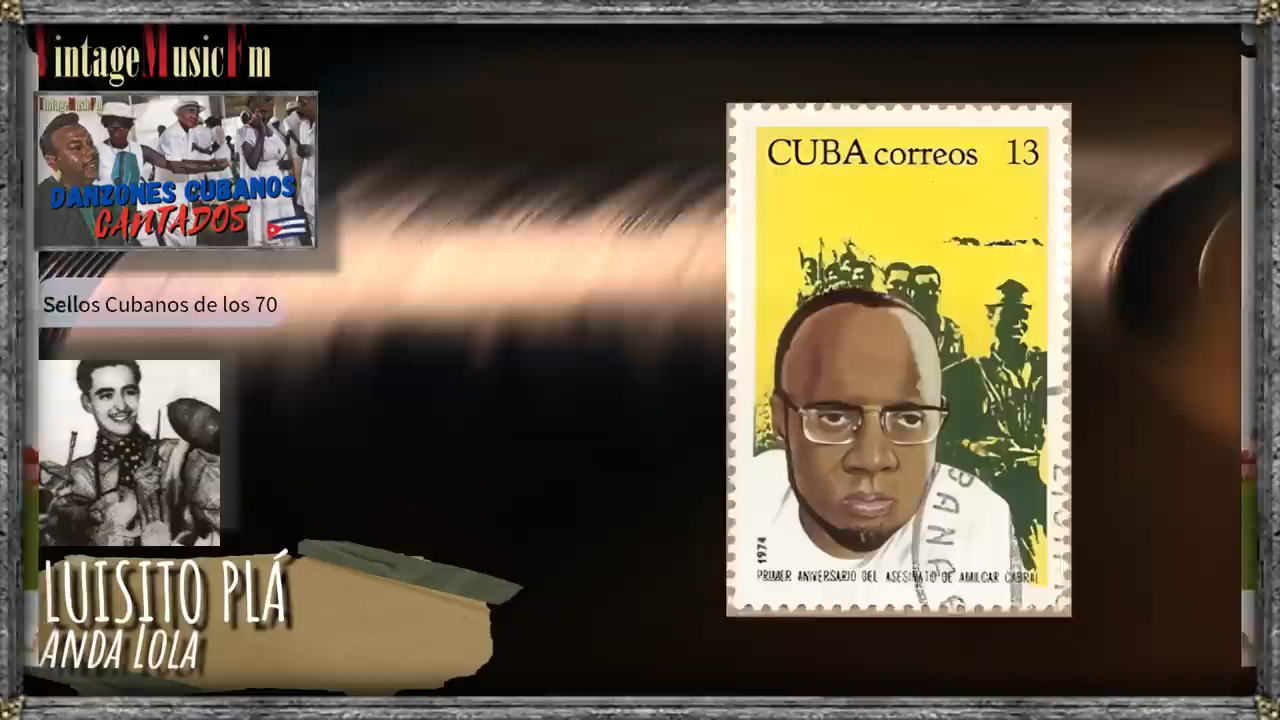 VintageMusicFm
VintageMusicFm
DANZONES CUBANOS
CANTADOS
Sellos Cubanos de los 70
LUISITO PLÁ
ANDA LOLA
CUBA correos 13
1974
PRIMER ANIVERSARIO DEL ASESINATO DE AMILCAR CABRAL